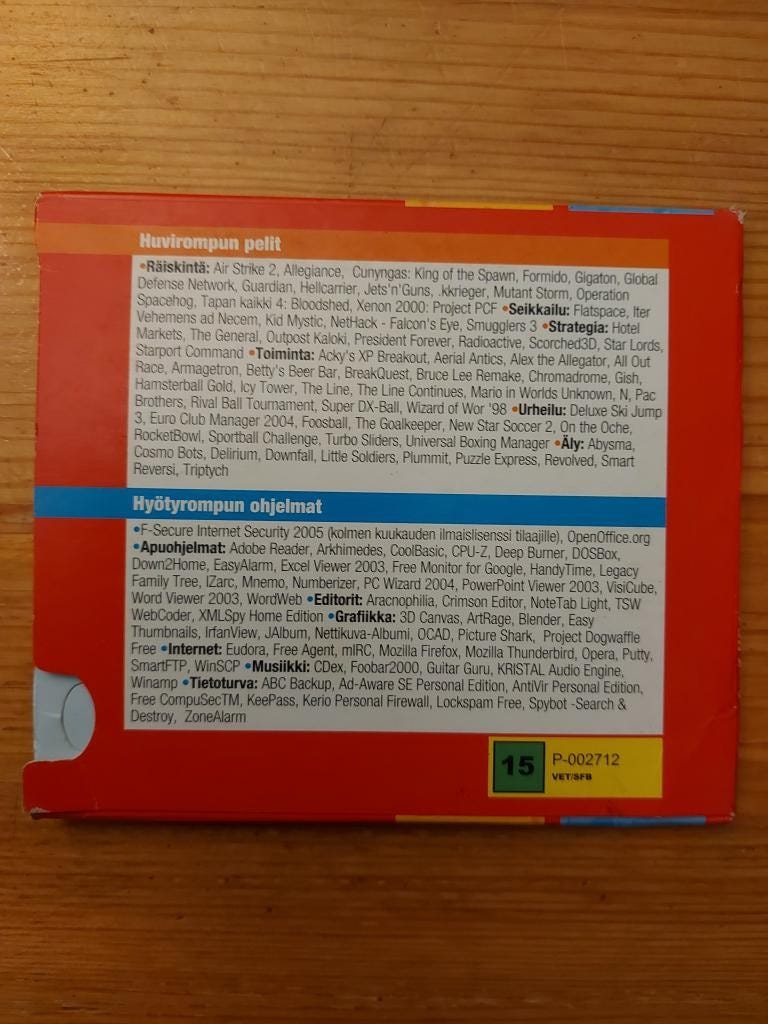 Huvirompun pelit
•Räiskintä: Air Strike 2, Allegiance, Cunyngas: King of the Spawn, Formido, Gigaton, Global
Defense Network, Guardian, Hellcarrier, Jets'n'Guns, .kkrieger, Mutant Storm, Operation
Spacehog, Tapan kaikki 4: Bloodshed, Xenon 2000: Project PCF •Seikkailu: Flatspace, Iter
Vehemens ad Necem, Kid Mystic, NetHack - Falcon's Eye, Smugglers 3 •Strategia: Hotel
Markets, The General, Outpost Kaloki, President Forever, Radioactive, Scorched3D, Star Lords,
Starport Command •Toiminta: Acky's XP Breakout, Aerial Antics, Alex the Allegator, All Out
Race, Armagetron, Betty's Beer Bar, BreakQuest, Bruce Lee Remake, Chromadrome, Gish,
Hamsterball Gold, Icy Tower, The Line, The Line Continues, Mario in Worlds Unknown, N, Pac
Brothers, Rival Ball Tournament, Super DX-Ball, Wizard of Wor '98 •Urheilu: Deluxe Ski Jump
3, Euro Club Manager 2004, Foosball, The Goalkeeper, New Star Soccer 2, On the Oche,
RocketBowl, Sportball Challenge, Turbo Sliders, Universal Boxing Manager •Äly: Abysma,
Cosmo Bots, Delirium, Downfall, Little Soldiers, Plummit, Puzzle Express, Revolved, Smart
Reversi, Triptych
Hyötyrompun ohjelmat
•F-Secure Internet Security 2005 (kolmen kuukauden ilmaislisenssi tilaajille), OpenOffice.org
•Apuohjelmat: Adobe Reader, Arkhimedes, CoolBasic, CPU-Z, Deep Burner, DOSBox,
Down2Home, EasyAlarm, Excel Viewer 2003, Free Monitor for Google, HandyTime, Legacy
Family Tree, IZarc, Mnemo, Numberizer, PC Wizard 2004, PowerPoint Viewer 2003, VisiCube,
Word Viewer 2003, WordWeb •Editorit: Aracnophilia, Crimson Editor, NoteTab Light, TSW
WebCoder, XMLSpy Home Edition •Grafiikka: 3D Canvas, ArtRage, Blender, Easy
Thumbnails, IrfanView, JAlbum, Nettikuva-Albumi, OCAD, Picture Shark, Project Dogwaffle
Free •Internet: Eudora, Free Agent, mIRC, Mozilla Firefox, Mozilla Thunderbird, Opera, Putty,
SmartFTP, WinSCP •Musiikki: CDex, Foobar2000, Guitar Guru, KRISTAL Audio Engine,
Winamp •Tietoturva: ABC Backup, Ad-Aware SE Personal Edition, AntiVir Personal Edition,
Free CompuSecTM, KeePass, Kerio Personal Firewall, Lockspam Free, Spybot -Search &
Destroy, ZoneAlarm
15 P-002712
VET/SFB